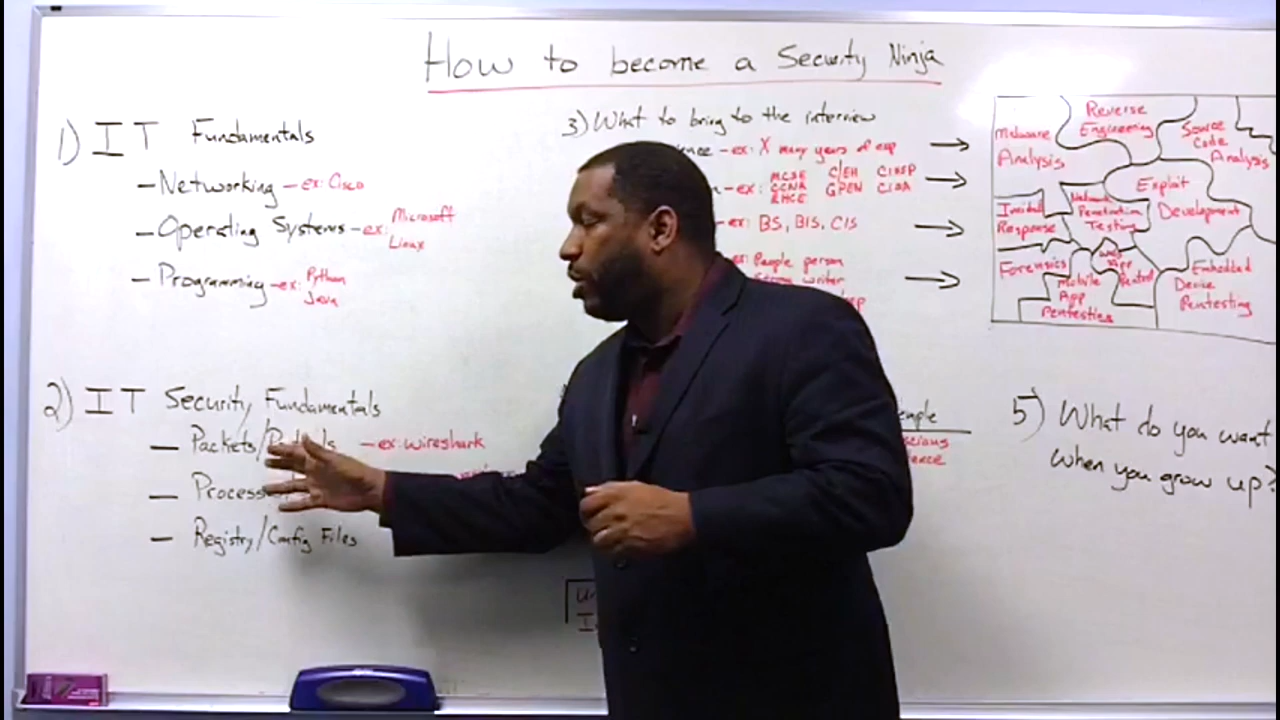 How to become a Security Ninja
1) IT Fundamentals
- Networking - ex: Cisco
- Operating Systems - ex: Microsoft
Linux
- Programming - ex: Python
Java
2) IT Security Fundamentals
- Packets/ - ex: Wireshark
-
- Registry/Config Files
3) What to bring to the interview
- ex: X many years of exp
- ex: MCSE C|EH CISSP
CCNA GPEN CISA
RHCE
ex: BS, BIS, CIS
ex: People person
Strong writer
Malware
Analysis
Reverse
Engineering
Source
Code
Analysis
Exploit
Development
Incident
Response
Network
Penetration
Testing
Forensics
Web
App
Pentest
Mobile
App
Pentesting
Embedded
Device
Pentesting
5) What do you want
when you grow up?